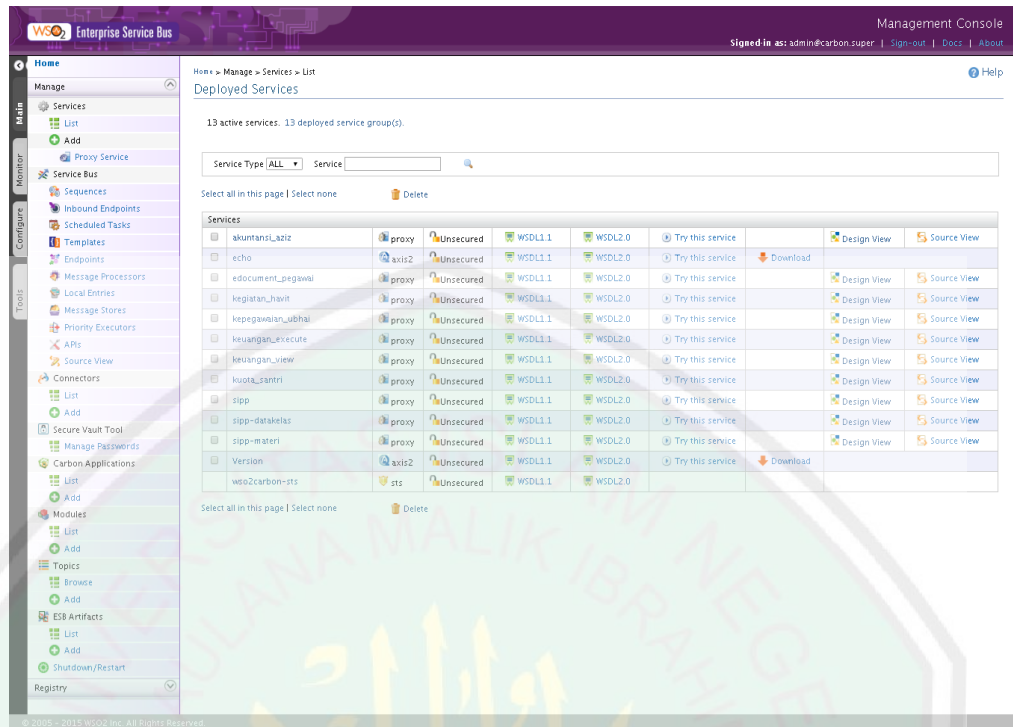 WSO2 Enterprise Service Bus
Management Console
Signed-in as: admin@carbon.super | Sign-out | Docs | About
Main
Monitor
Configure
Tools
Home
Manage
Services
List
Add
Proxy Service
Service Bus
Sequences
Inbound Endpoints
Scheduled Tasks
Templates
Endpoints
Message Processors
Local Entries
Message Stores
Priority Executors
APIs
Source View
Connectors
List
Add
Secure Vault Tool
Manage Passwords
Carbon Applications
List
Add
Modules
List
Add
Topics
Browse
Add
ESB Artifacts
List
Add
Shutdown/Restart
Registry
Home > Manage > Services > List
Help
Deployed Services
13 active services. 13 deployed service group(s).
Service Type ALL Service
Select all in this page | Select none Delete
Services
akuntansi_aziz proxy Unsecured WSDL1.1 WSDL2.0 Try this service Design View Source View
echo axis2 Unsecured WSDL1.1 WSDL2.0 Try this service Download
edocument_pegawai proxy Unsecured WSDL1.1 WSDL2.0 Try this service Design View Source View
kegiatan_havit proxy Unsecured WSDL1.1 WSDL2.0 Try this service Design View Source View
kepegawaian_ubhai proxy Unsecured WSDL1.1 WSDL2.0 Try this service Design View Source View
keuangan_execute proxy Unsecured WSDL1.1 WSDL2.0 Try this service Design View Source View
keuangan_view proxy Unsecured WSDL1.1 WSDL2.0 Try this service Design View Source View
kuota_santri proxy Unsecured WSDL1.1 WSDL2.0 Try this service Design View Source View
sipp proxy Unsecured WSDL1.1 WSDL2.0 Try this service Design View Source View
sipp-datakelas proxy Unsecured WSDL1.1 WSDL2.0 Try this service Design View Source View
sipp-materi proxy Unsecured WSDL1.1 WSDL2.0 Try this service Design View Source View
Version axis2 Unsecured WSDL1.1 WSDL2.0 Try this service Download
wso2carbon-sts sts Unsecured WSDL1.1 WSDL2.0
Select all in this page | Select none Delete
© 2005 - 2015 WSO2 Inc. All Rights Reserved.